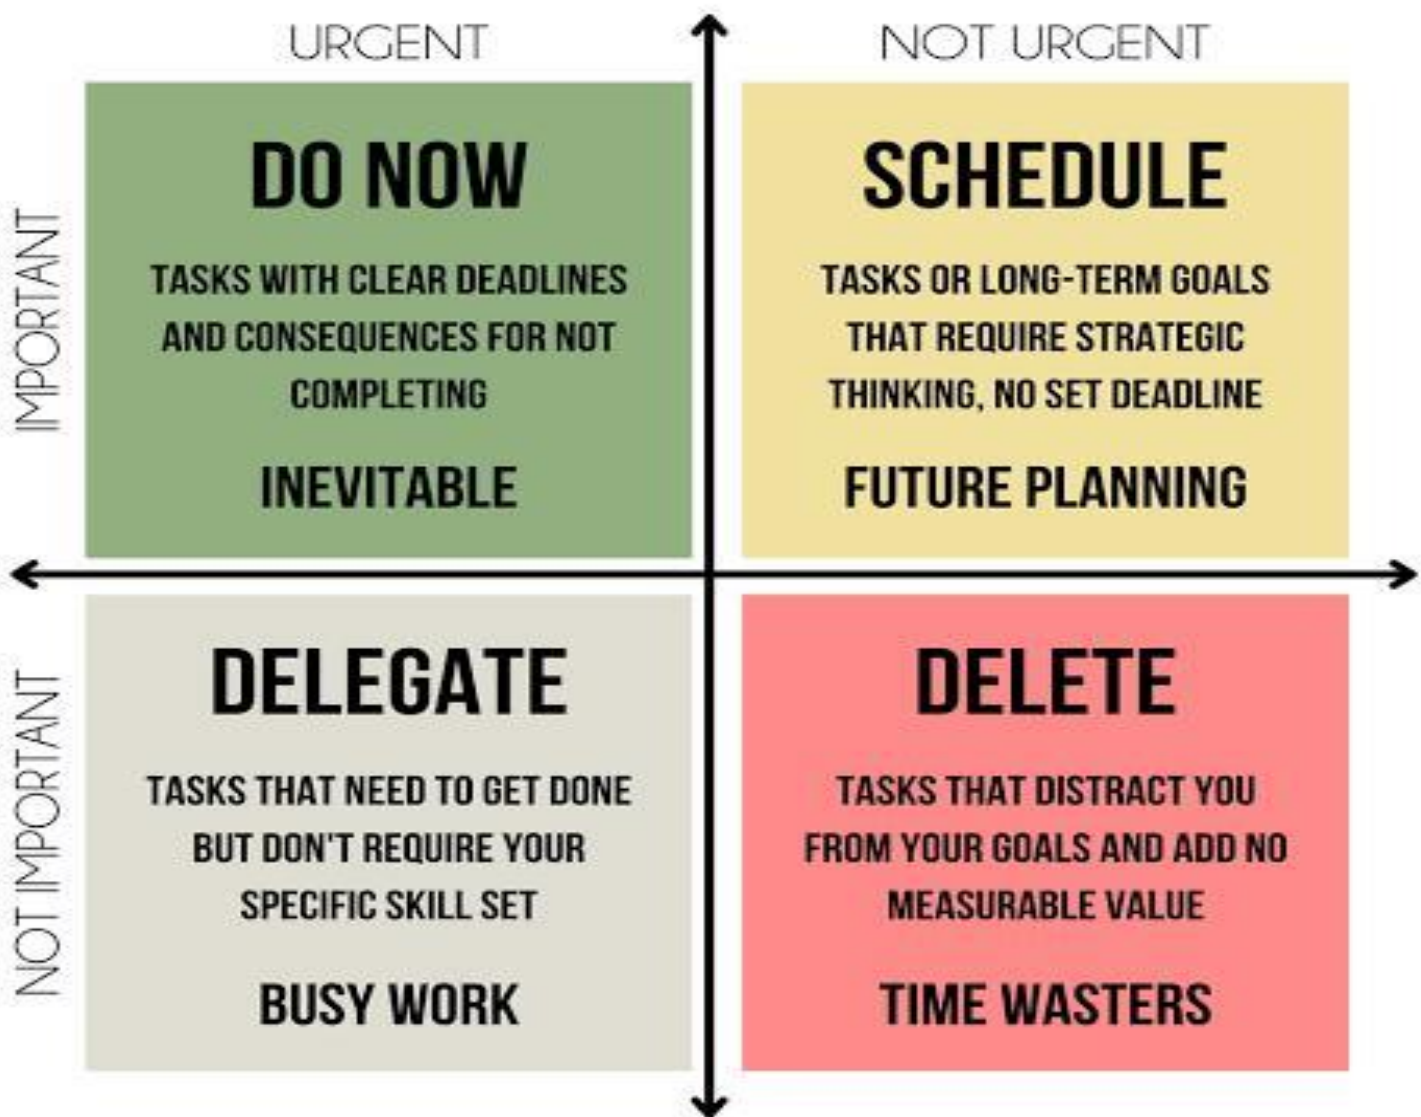 URGENT
NOT URGENT
IMPORTANT
DO NOW
TASKS WITH CLEAR DEADLINES
AND CONSEQUENCES FOR NOT
COMPLETING
INEVITABLE
SCHEDULE
TASKS OR LONG-TERM GOALS
THAT REQUIRE STRATEGIC
THINKING, NO SET DEADLINE
FUTURE PLANNING
NOT IMPORTANT
DELEGATE
TASKS THAT NEED TO GET DONE
BUT DON'T REQUIRE YOUR
SPECIFIC SKILL SET
BUSY WORK
DELETE
TASKS THAT DISTRACT YOU
FROM YOUR GOALS AND ADD NO
MEASURABLE VALUE
TIME WASTERS